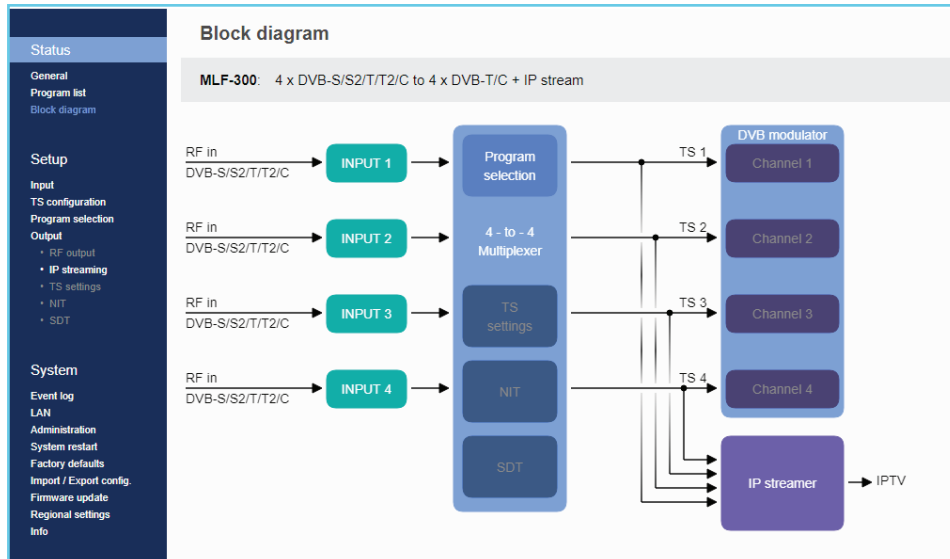 Status
General
Program list
Block diagram
Setup
Input
TS configuration
Program selection
Output
• RF output
• IP streaming
• TS settings
• NIT
• SDT
System
Event log
LAN
Administration
System restart
Factory defaults
Import / Export config.
Firmware update
Regional settings
Info
Block diagram
MLF-300: 4 x DVB-S/S2/T/T2/C to 4 x DVB-T/C + IP stream
RF in
DVB-S/S2/T/T2/C
INPUT 1
RF in
DVB-S/S2/T/T2/C
INPUT 2
RF in
DVB-S/S2/T/T2/C
INPUT 3
RF in
DVB-S/S2/T/T2/C
INPUT 4
Program
selection
4 - to - 4
Multiplexer
TS
settings
NIT
SDT
TS 1
TS 2
TS 3
TS 4
DVB modulator
Channel 1
Channel 2
Channel 3
Channel 4
IP streamer
IPTV